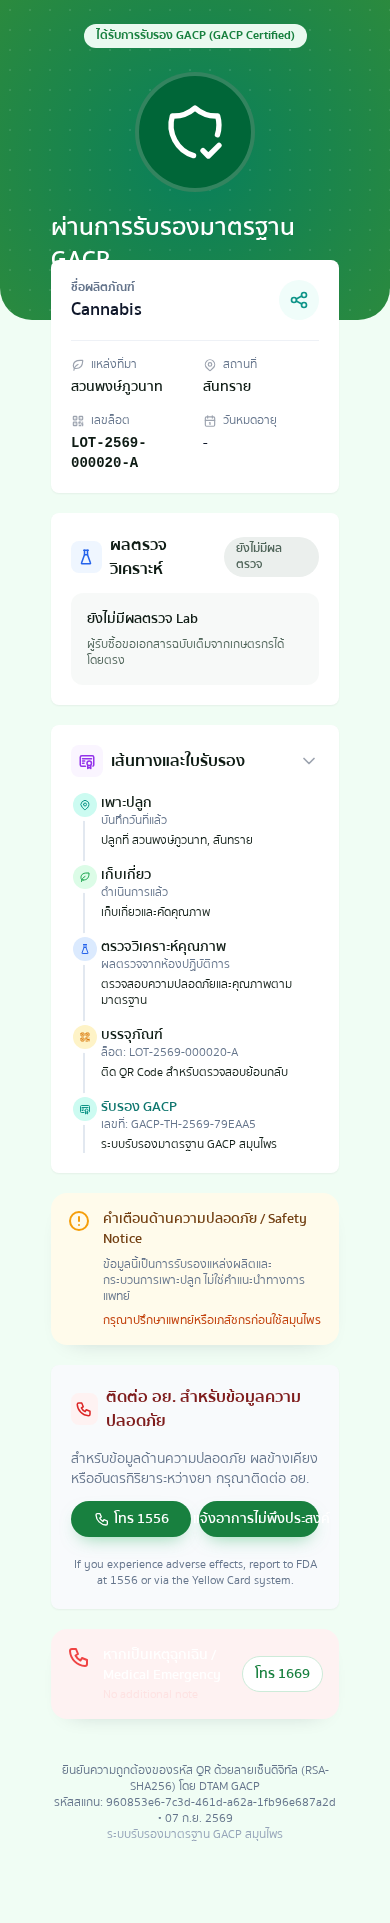 ได้รับการรับรอง GACP (GACP Certified)
ผ่านการรับรองมาตรฐาน
GACP
ชื่อผลิตภัณฑ์
Cannabis
แหล่งที่มา
สวนพงษ์ภูวนาท
สถานที่
สันทราย
เลขล็อต
LOT-2569-
000020-A
วันหมดอายุ
-
ผลตรวจ
วิเคราะห์
ยังไม่มีผล
ตรวจ
ยังไม่มีผลตรวจ Lab
ผู้รับซื้อขอเอกสารฉบับเต็มจากเกษตรกรได้
โดยตรง
เส้นทางและใบรับรอง
เพาะปลูก
บันทึกวันที่แล้ว
ปลูกที่ สวนพงษ์ภูวนาท, สันทราย
เก็บเกี่ยว
ดำเนินการแล้ว
เก็บเกี่ยวและคัดคุณภาพ
ตรวจวิเคราะห์คุณภาพ
ผลตรวจจากห้องปฏิบัติการ
ตรวจสอบความปลอดภัยและคุณภาพตาม
มาตรฐาน
บรรจุภัณฑ์
ล็อต: LOT-2569-000020-A
ติด QR Code สำหรับตรวจสอบย้อนกลับ
รับรอง GACP
เลขที่: GACP-TH-2569-79EAA5
ระบบรับรองมาตรฐาน GACP สมุนไพร
คำเตือนด้านความปลอดภัย / Safety
Notice
ข้อมูลนี้เป็นการรับรองแหล่งผลิตและ
กระบวนการเพาะปลูก ไม่ใช่คำแนะนำทางการ
แพทย์
กรุณาปรึกษาแพทย์หรือเภสัชกรก่อนใช้สมุนไพร
ติดต่อ อย. สำหรับข้อมูลความ
ปลอดภัย
สำหรับข้อมูลด้านความปลอดภัย ผลข้างเคียง
หรืออันตรกิริยาระหว่างยา กรุณาติดต่อ อย.
โทร 1556
จ้งอาการไม่พึงประสง
If you experience adverse effects, report to FDA
at 1556 or via the Yellow Card system.
หากเป็นเหตุฉุกเฉิน /
Medical Emergency
No additional note
โทร 1669
ยืนยันความถูกต้องของรหัส QR ด้วยลายเซ็นดิจิทัล (RSA-
SHA256) โดย DTAM GACP
รหัสสแกน: 960853e6-7c3d-461d-a62a-1fb96e687a2d
• 07 ก.ย. 2569
ระบบรับรองมาตรฐาน GACP สมุนไพร